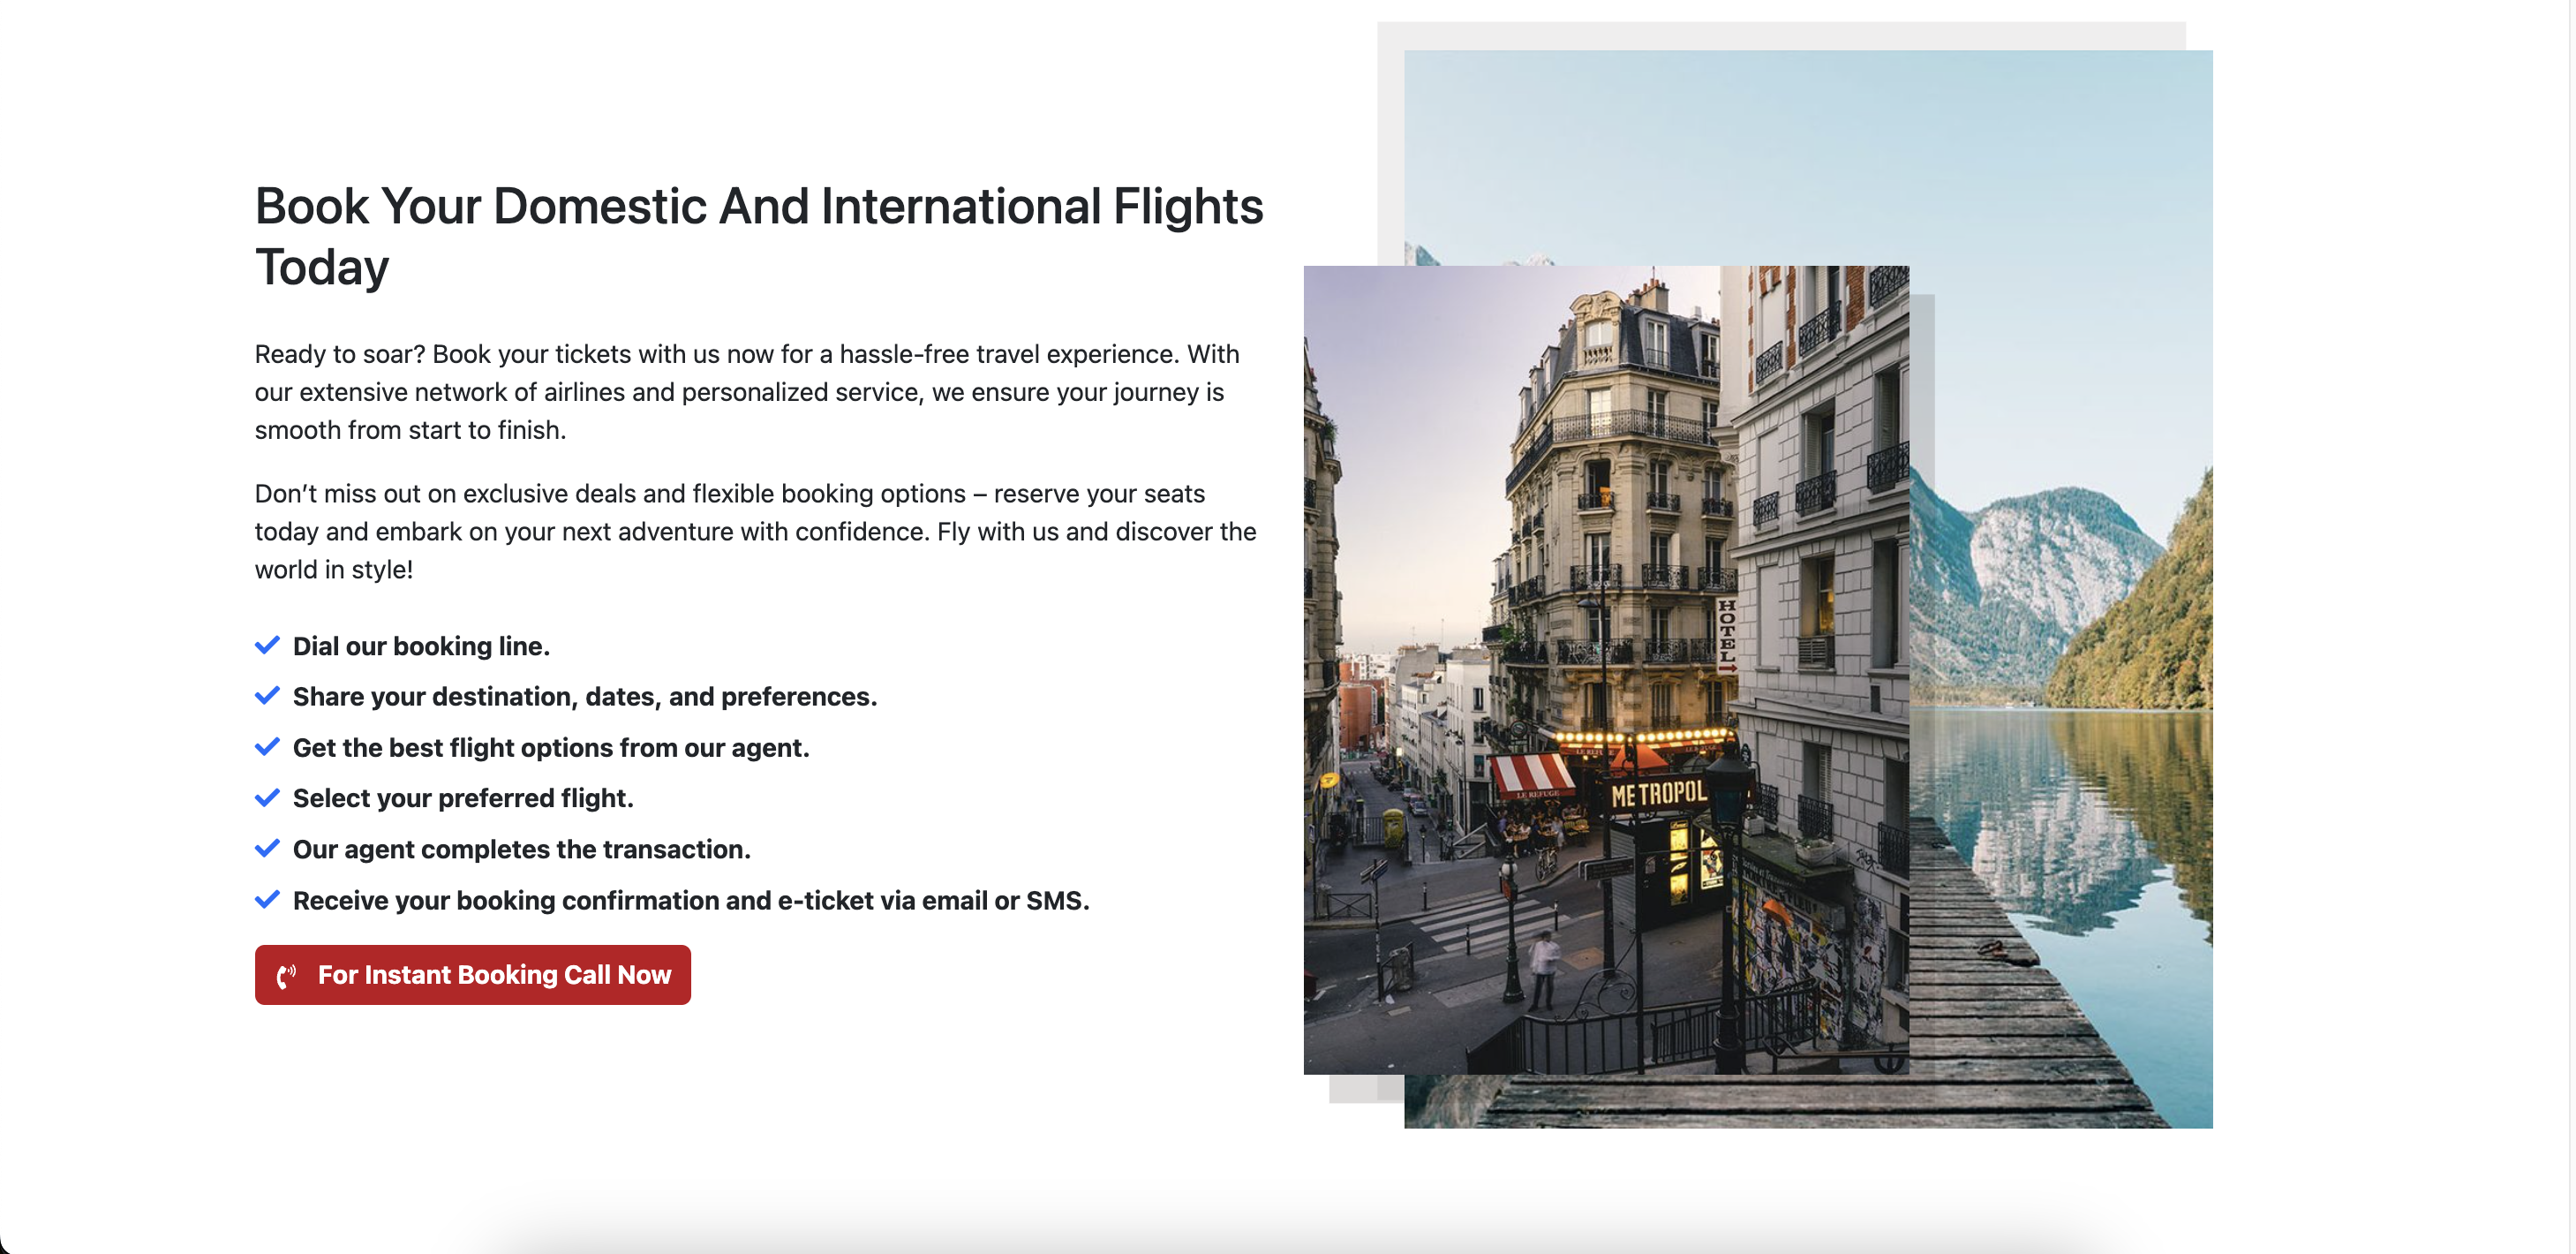 Book Your Domestic And International Flights
Today
Ready to soar? Book your tickets with us now for a hassle-free travel experience. With
our extensive network of airlines and personalized service, we ensure your journey is
smooth from start to finish.
Don’t miss out on exclusive deals and flexible booking options – reserve your seats
today and embark on your next adventure with confidence. Fly with us and discover the
world in style!
Dial our booking line.
Share your destination, dates, and preferences.
Get the best flight options from our agent.
Select your preferred flight.
Our agent completes the transaction.
Receive your booking confirmation and e-ticket via email or SMS.
For Instant Booking Call Now
HOTEL
LE REFUGE
LE REFUGE
METROPOL